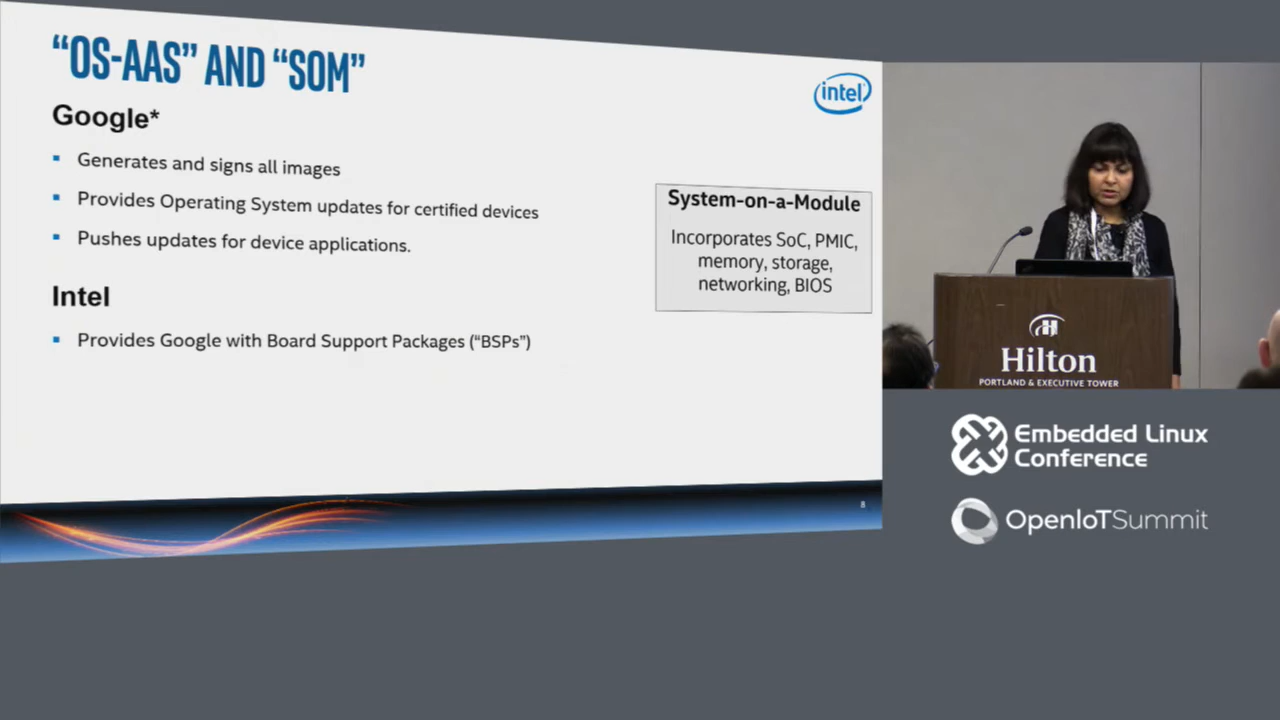 “OS-AAS” AND “SOM”
intel
Google*
Generates and signs all images
Provides Operating System updates for certified devices
Pushes updates for device applications.
Intel
Provides Google with Board Support Packages (“BSPs”)
System-on-a-Module
Incorporates SoC, PMIC,
memory, storage,
networking, BIOS
8
H
Hilton
PORTLAND & EXECUTIVE TOWER
Embedded Linux
Conference
OpenIoTSummit